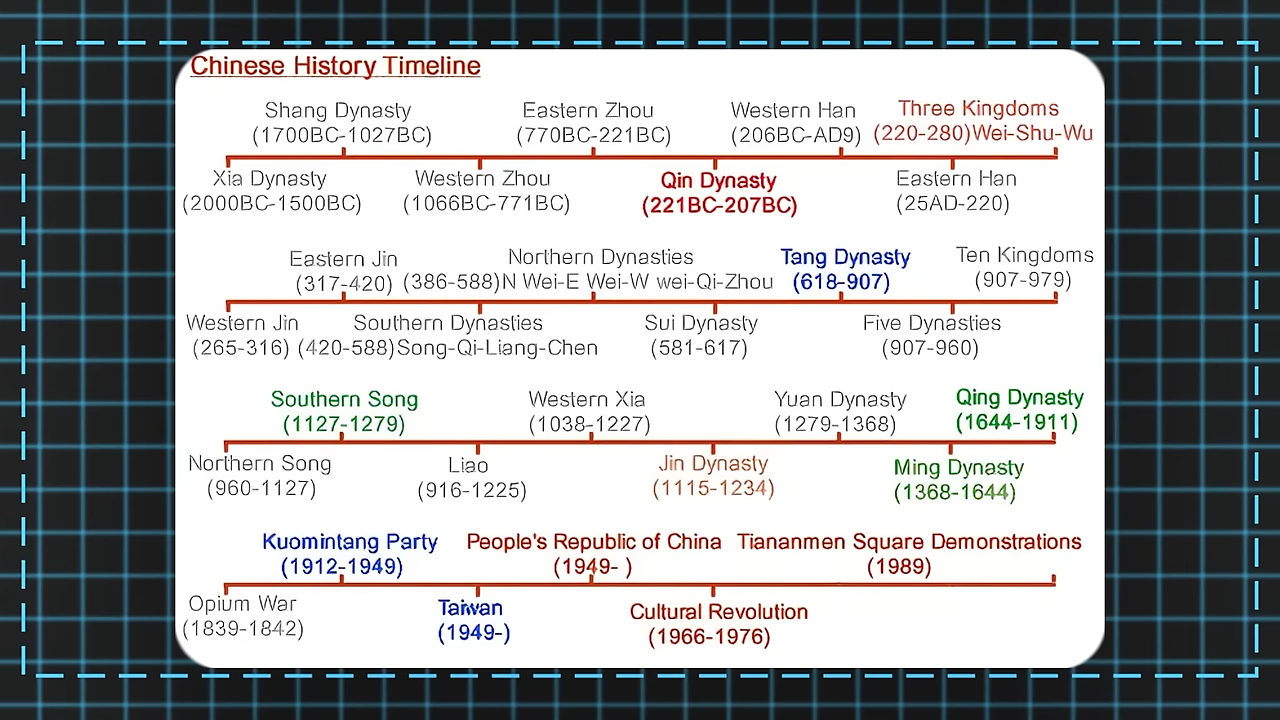 Chinese History Timeline
Shang Dynasty
(1700BC-1027BC)
Eastern Zhou
(770BC-221BC)
Western Han
(206BC-AD9)
Three Kingdoms
(220-280)Wei-Shu-Wu
Xia Dynasty
(2000BC-1500BC)
Western Zhou
(1066BC-771BC)
Qin Dynasty
(221BC-207BC)
Eastern Han
(25AD-220)
Eastern Jin
(317-420)
Northern Dynasties
(386-588)N Wei-E Wei-W wei-Qi-Zhou
Tang Dynasty
(618-907)
Ten Kingdoms
(907-979)
Western Jin
(265-316)
Southern Dynasties
(420-588)Song-Qi-Liang-Chen
Sui Dynasty
(581-617)
Five Dynasties
(907-960)
Southern Song
(1127-1279)
Western Xia
(1038-1227)
Yuan Dynasty
(1279-1368)
Qing Dynasty
(1644-1911)
Northern Song
(960-1127)
Liao
(916-1225)
Jin Dynasty
(1115-1234)
Ming Dynasty
(1368-1644)
Kuomintang Party
(1912-1949)
People's Republic of China
(1949- )
Tiananmen Square Demonstrations
(1989)
Opium War
(1839-1842)
Taiwan
(1949-)
Cultural Revolution
(1966-1976)